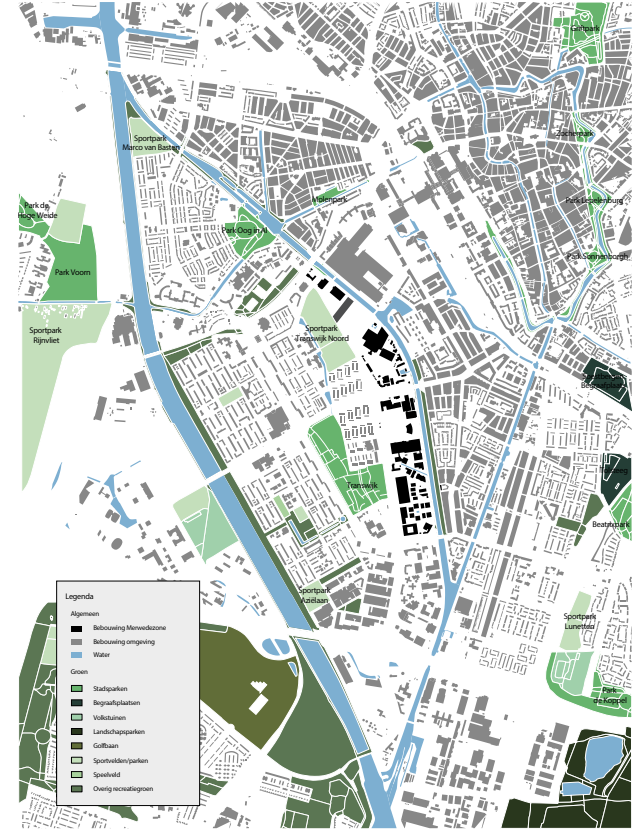 Griftpark
Zocherpark
Sportpark
Marco van Basten
Molenpark
Park Lepelenburg
Park de
Hoge Weide
Park Oog in Al
Park Sonnenborgh
Park Voorn
Sportpark
Rijnvliet
Sportpark
Transwijk Noord
Begraafplaats
Transwijk
Beatrixpark
Sportpark
Aziëlaan
Sportpark
Lunetten
Park
de Koppel
Legenda
Algemeen
Bebouwing Merwedezone
Bebouwing omgeving
Water
Groen
Stadsparken
Begraafsplaatsen
Volkstuinen
Landschapsparken
Golfbaan
Sportvelden/parken
Speelveld
Overig recreatiegroen